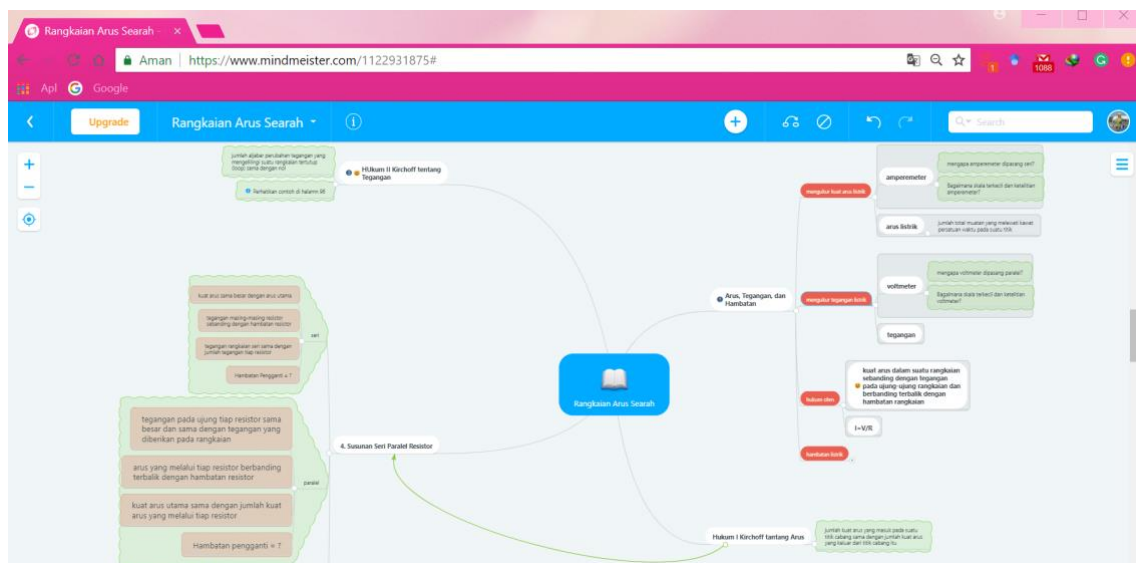 Rangkaian Arus Searah -
Aman | https://www.mindmeister.com/1122931875#
1
1088
Apl Google
Upgrade
Rangkaian Arus Searah
Search
jumlah aljabar perubahan tegangan yang
mengelilingi suatu rangkaian tertutup
(loop) sama dengan nol
Perhatikan contoh di halamn 98
HUkum II Kirchoff tentang
Tegangan
kuat arus sama besar dengan arus utama
tegangan masing-masing resistor
sebanding dengan hambatan resistor
tegangan rangkaian seri sama dengan
jumlah tegangan tiap resistor
Hambatan Pengganti = ?
seri
tegangan pada ujung tiap resistor sama
besar dan sama dengan tegangan yang
diberikan pada rangkaian
arus yang melalui tiap resistor berbanding
terbalik dengan hambatan resistor
kuat arus utama sama dengan jumlah kuat
arus yang melalui tiap resistor
Hambatan pengganti = ?
paralel
4. Susunan Seri Paralel Resistor
Rangkaian Arus Searah
Arus, Tegangan, dan
Hambatan
mengukur kuat arus listrik
amperemeter
mengapa amperemeter dipasang seri?
Bagaimana skala terkecil dan ketelitian
amperemeter?
arus listrik
jumlah total muatan yang melewati kawat
persatuan waktu pada suatu titik
mengukur tegangan listrik
voltmeter
mengapa voltmeter dipasang paralel?
Bagaimana skala terkecil dan ketelitian
voltmeter?
tegangan
hukum ohm
kuat arus dalam suatu rangkaian
sebanding dengan tegangan
pada ujung-ujung rangkaian dan
berbanding terbalik dengan
hambatan rangkaian
I=V/R
hambatan listrik
Hukum I Kirchoff tantang Arus
Jumlah kuat arus yang masuk pada suatu
titik cabang sama dengan jumlah kuat arus
yang keluar dari titik cabang itu.